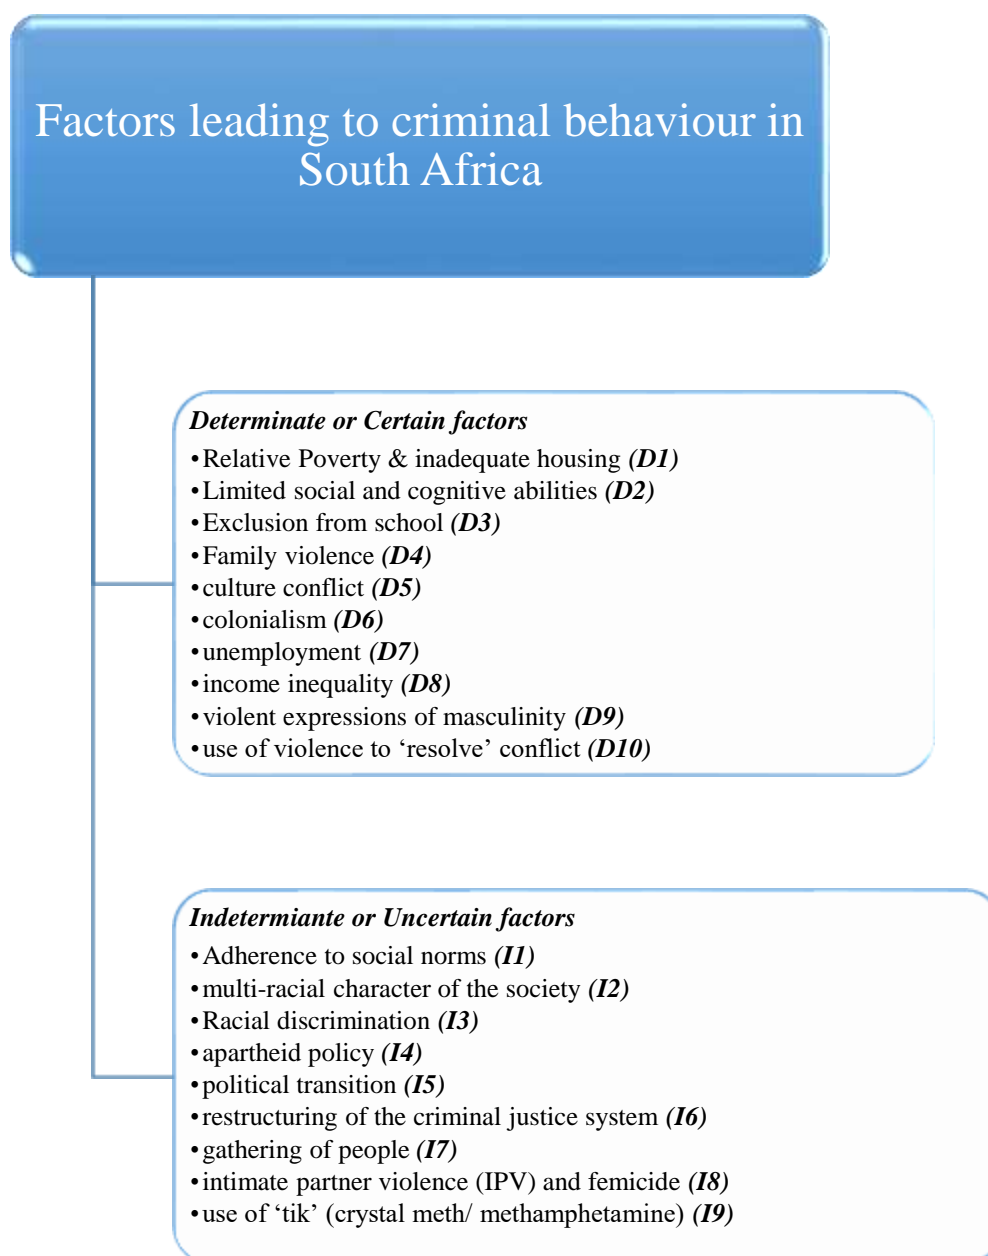 Factors leading to criminal behaviour in
South Africa
Determinate or Certain factors
•Relative Poverty & inadequate housing (D1)
•Limited social and cognitive abilities (D2)
•Exclusion from school (D3)
•Family violence (D4)
•culture conflict (D5)
•colonialism (D6)
•unemployment (D7)
•income inequality (D8)
•violent expressions of masculinity (D9)
•use of violence to ‘resolve’ conflict (D10)
Indetermiante or Uncertain factors
•Adherence to social norms (I1)
•multi-racial character of the society (I2)
•Racial discrimination (I3)
•apartheid policy (I4)
•political transition (I5)
•restructuring of the criminal justice system (I6)
•gathering of people (I7)
•intimate partner violence (IPV) and femicide (I8)
•use of ‘tik’ (crystal meth/ methamphetamine) (I9)